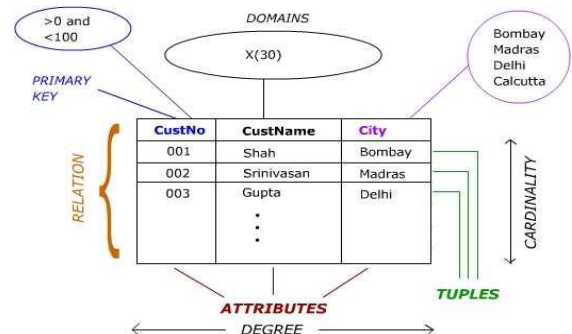 DOMAINS
>0 and
<100
X(30)
Bombay
Madras
Delhi
Calcutta
PRIMARY
KEY
CustNo CustName City
001 Shah Bombay
002 Srinivasan Madras
003 Gupta Delhi
RELATION
CARDINALITY
TUPLES
ATTRIBUTES
DEGREE